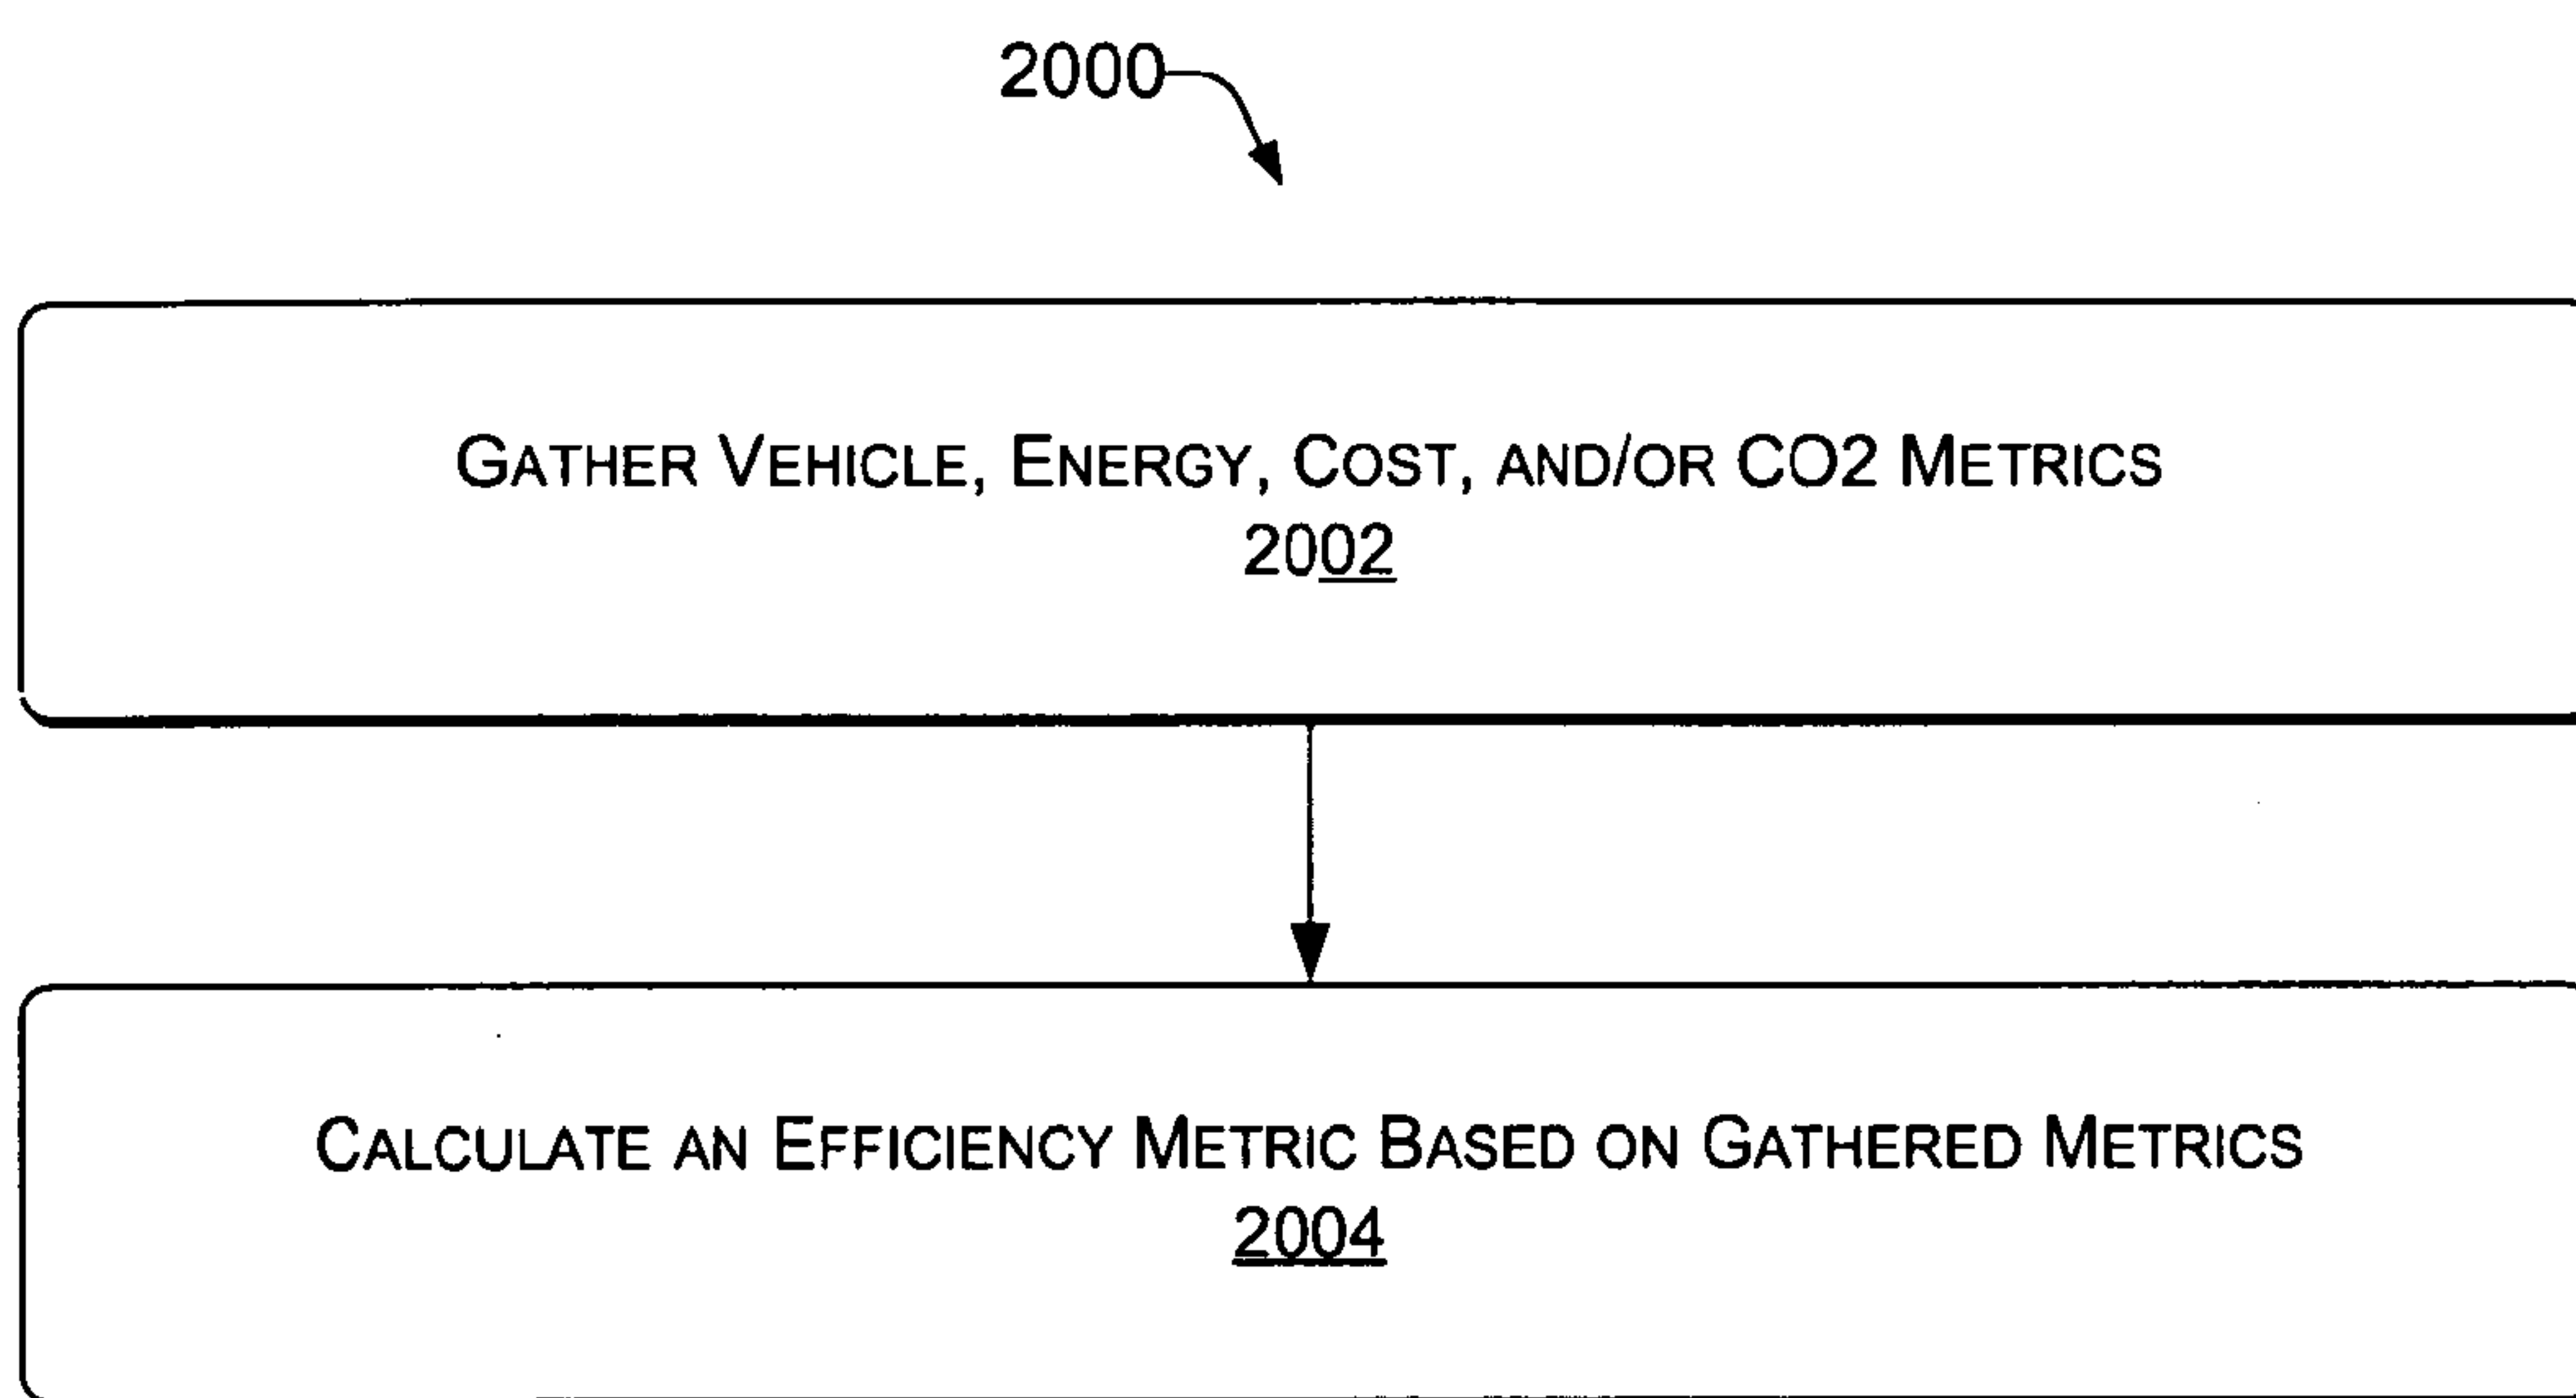 2000
GATHER VEHICLE, ENERGY, COST, AND/OR CO2 METRICS
2002
CALCULATE AN EFFICIENCY METRIC BASED ON GATHERED METRICS
2004